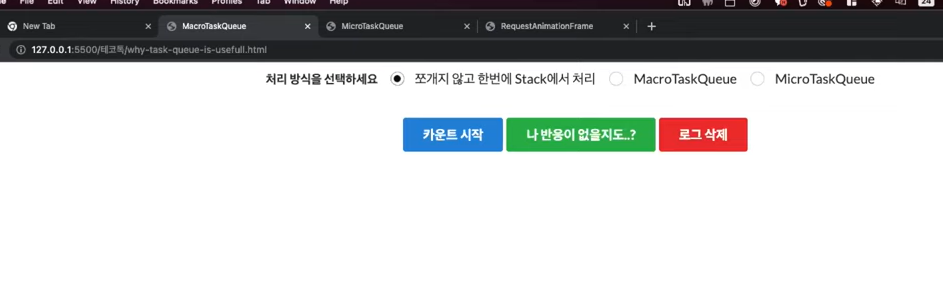 File Edit View History Bookmarks Profiles Tab Window Help 24
New Tab MacroTaskQueue MicroTaskQueue RequestAnimationFrame
127.0.0.1:5500/테코톡/why-task-queue-is-usefull.html
처리 방식을 선택하세요 쪼개지 않고 한번에 Stack에서 처리 MacroTaskQueue MicroTaskQueue
카운트 시작 나 반응이 없을지도..? 로그 삭제